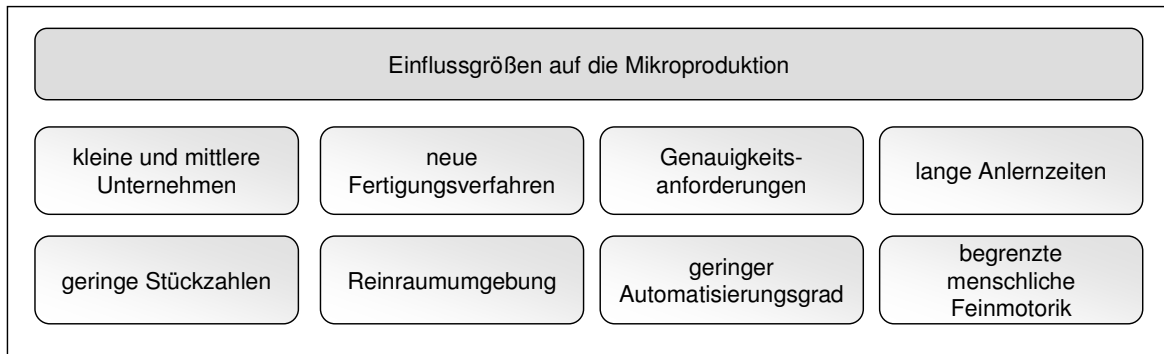 Einflussgrößen auf die Mikroproduktion
kleine und mittlere
Unternehmen
neue
Fertigungsverfahren
Genauigkeits-
anforderungen
lange Anlernzeiten
geringe Stückzahlen
Reinraumumgebung
geringer
Automatisierungsgrad
begrenzte
menschliche
Feinmotorik